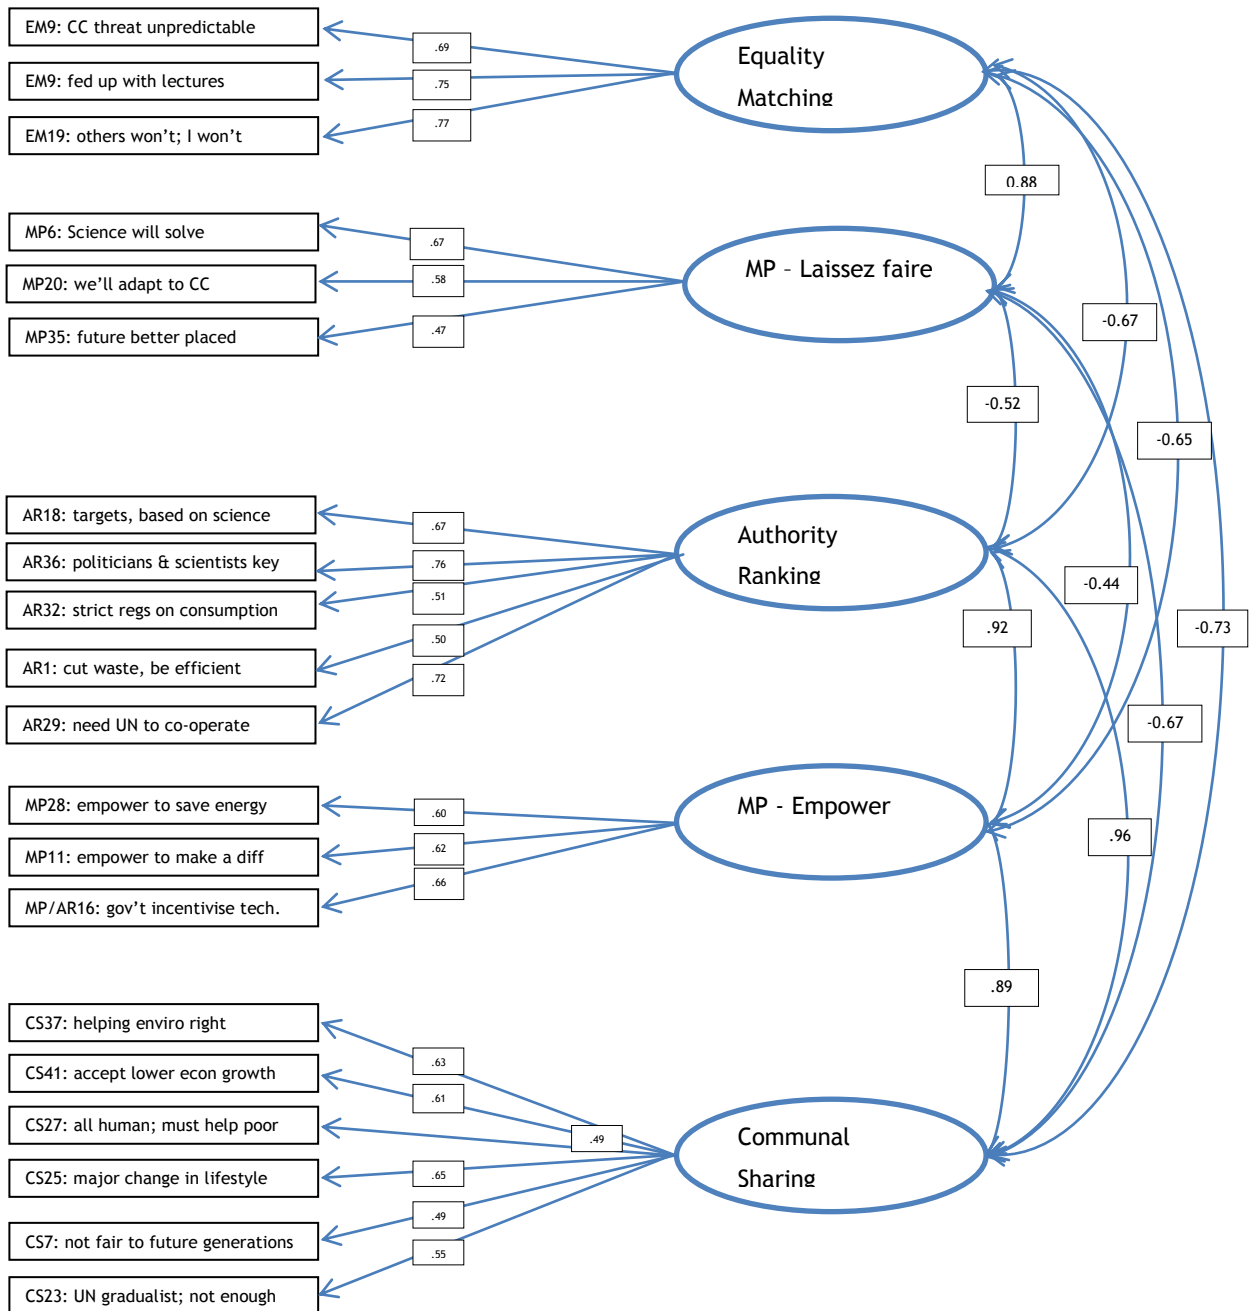 EM9: CC threat unpredictable
EM9: fed up with lectures
EM19: others won’t; I won’t
.69
.75
.77
Equality
Matching
0.88
MP6: Science will solve
MP20: we’ll adapt to CC
MP35: future better placed
.67
.58
.47
MP – Laissez faire
-0.67
-0.52
-0.65
AR18: targets, based on science
AR36: politicians & scientists key
AR32: strict regs on consumption
AR1: cut waste, be efficient
AR29: need UN to co-operate
.67
.76
.51
.50
.72
Authority
Ranking
-0.44
.92
-0.73
-0.67
MP28: empower to save energy
MP11: empower to make a diff
MP/AR16: gov’t incentivise tech.
.60
.62
.66
MP - Empower
.96
.89
CS37: helping enviro right
CS41: accept lower econ growth
CS27: all human; must help poor
CS25: major change in lifestyle
CS7: not fair to future generations
CS23: UN gradualist; not enough
.63
.61
.49
.65
.49
.55
Communal
Sharing